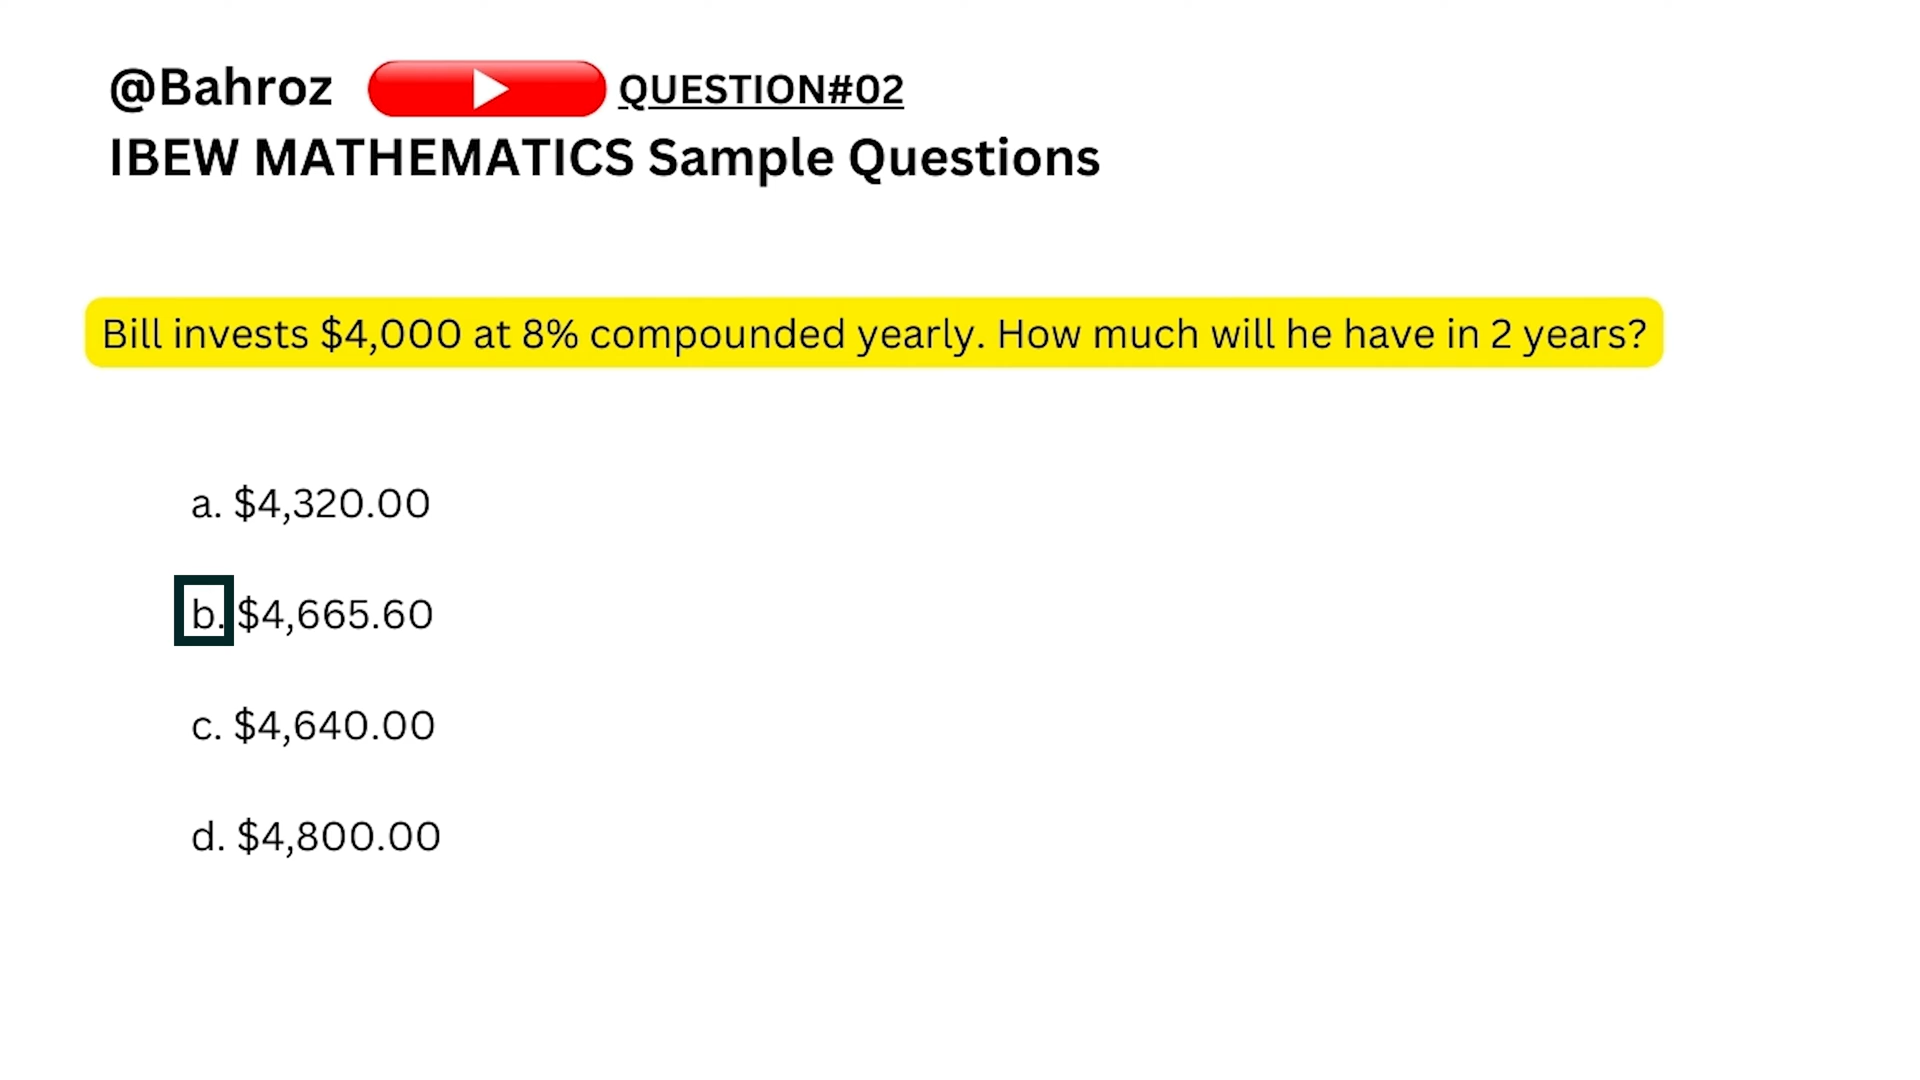 @Bahroz QUESTION#02
IBEW MATHEMATICS Sample Questions
Bill invests $4,000 at 8% compounded yearly. How much will he have in 2 years?
a. $4,320.00
b. $4,665.60
c. $4,640.00
d. $4,800.00